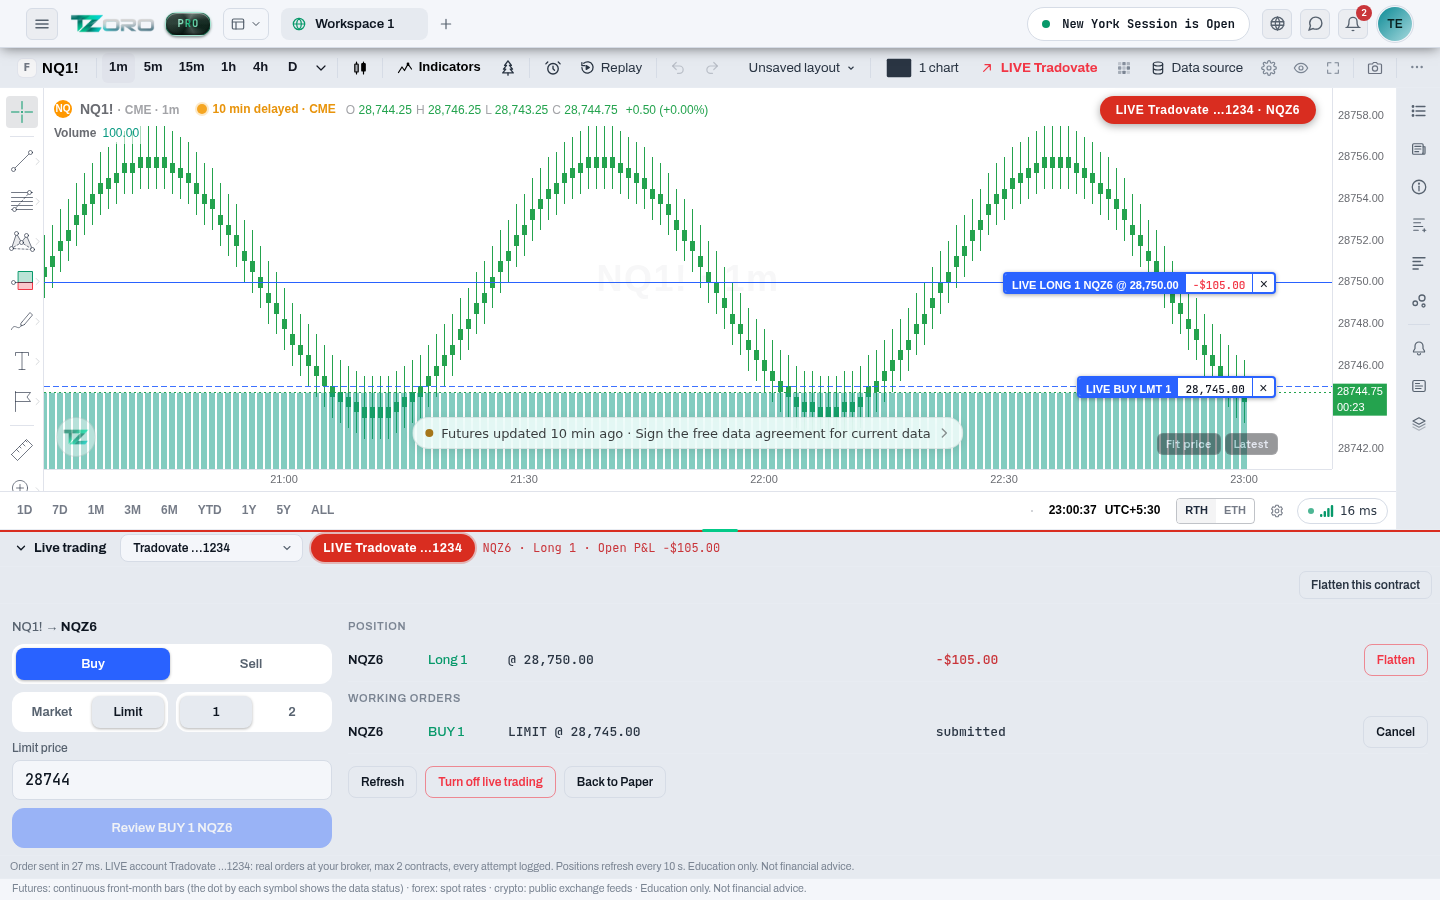 TZORO PRO Workspace 1 New York Session is Open 2 TE
F NQ1! 1m 5m 15m 1h 4h D Indicators Replay Unsaved layout 1 chart LIVE Tradovate Data source
NQ NQ1! · CME · 1m 10 min delayed · CME O 28,744.25 H 28,746.25 L 28,743.25 C 28,744.75 +0.50 (+0.00%)
LIVE Tradovate ...1234 · NQZ6
Volume 100.00
28758.00
28756.00
28754.00
28752.00
28750.00
28748.00
28746.00
28744.75
00:23
28742.00
NQ1! 1m
LIVE LONG 1 NQZ6 @ 28,750.00 -$105.00 ×
LIVE BUY LMT 1 28,745.00 ×
TZ
Futures updated 10 min ago · Sign the free data agreement for current data
Fit price Latest
21:00 21:30 22:00 22:30 23:00
1D 7D 1M 3M 6M YTD 1Y 5Y ALL 23:00:37 UTC+5:30 RTH ETH 16 ms
Live trading Tradovate ...1234 LIVE Tradovate ...1234 NQZ6 · Long 1 · Open P&L -$105.00
Flatten this contract
NQ1! → NQZ6
Buy Sell
Market Limit 1 2
Limit price
28744
Review BUY 1 NQZ6
POSITION
NQZ6 Long 1 @ 28,750.00 -$105.00 Flatten
WORKING ORDERS
NQZ6 BUY 1 LIMIT @ 28,745.00 submitted Cancel
Refresh Turn off live trading Back to Paper
Order sent in 27 ms. LIVE account Tradovate ...1234: real orders at your broker, max 2 contracts, every attempt logged. Positions refresh every 10 s. Education only. Not financial advice.
Futures: continuous front-month bars (the dot by each symbol shows the data status) · forex: spot rates · crypto: public exchange feeds · Education only. Not financial advice.